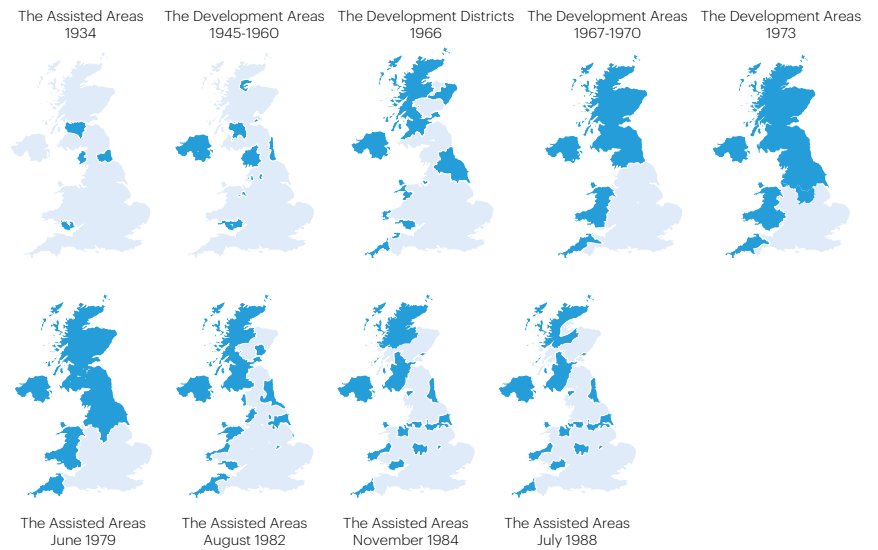 The Assisted Areas
1934
The Development Areas
1945-1960
The Development Districts
1966
The Development Areas
1967-1970
The Development Areas
1973
The Assisted Areas
June 1979
The Assisted Areas
August 1982
The Assisted Areas
November 1984
The Assisted Areas
July 1988